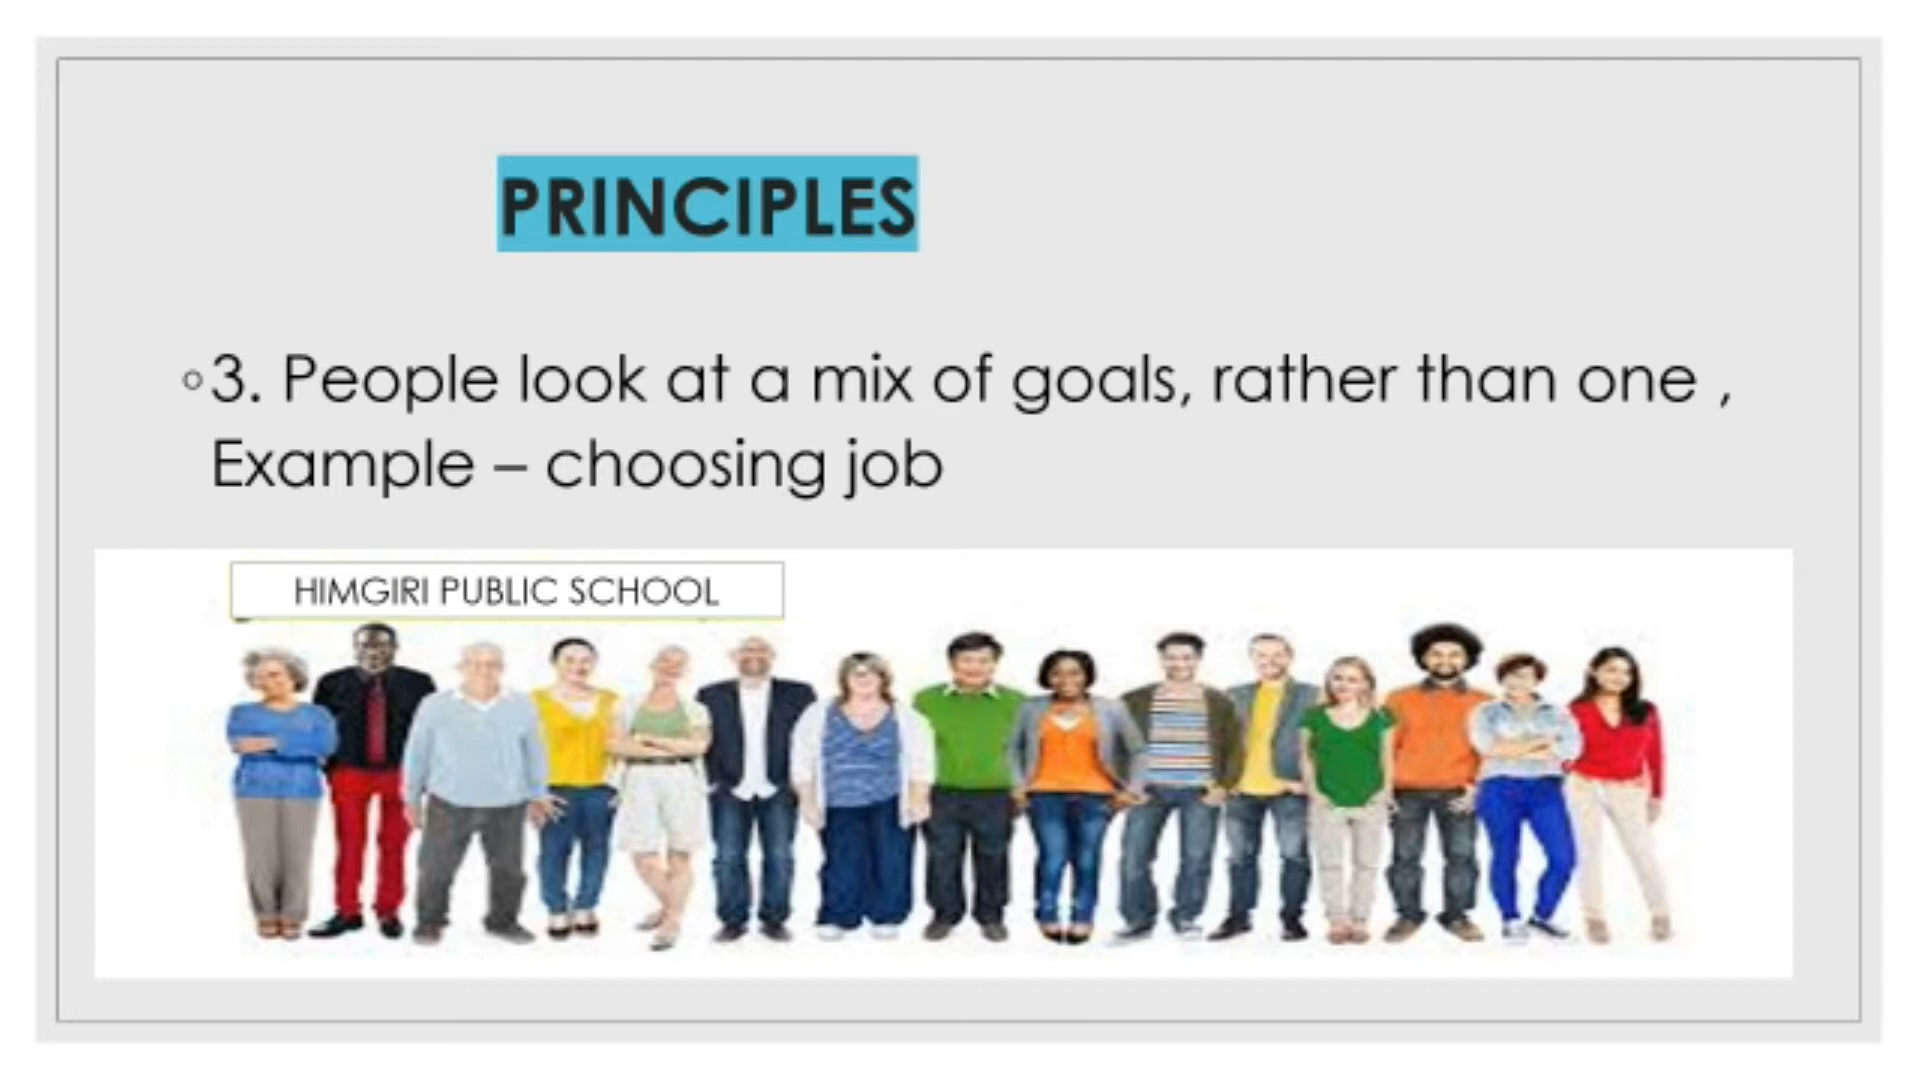 PRINCIPLES
◦3. People look at a mix of goals, rather than one ,
Example – choosing job
HIMGIRI PUBLIC SCHOOL